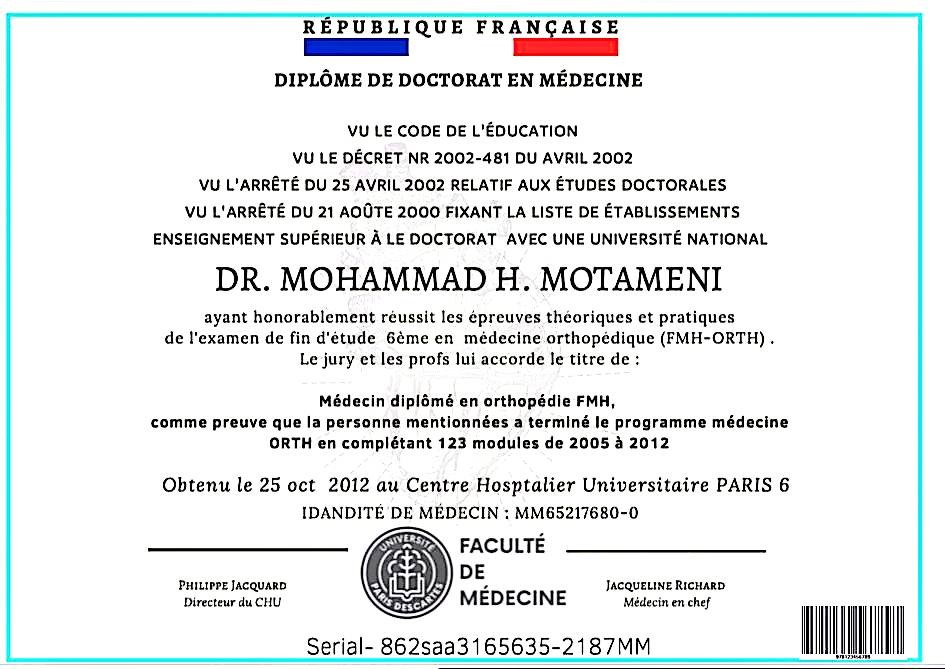 RÉPUBLIQUE FRANÇAISE
DIPLÔME DE DOCTORAT EN MÉDECINE
VU LE CODE DE L'ÉDUCATION
VU LE DÉCRET NR 2002-481 DU AVRIL 2002
VU L'ARRÊTÉ DU 25 AVRIL 2002 RELATIF AUX ÉTUDES DOCTORALES
VU L'ARRÊTÉ DU 21 AOÛTE 2000 FIXANT LA LISTE DE ÉTABLISSEMENTS
ENSEIGNEMENT SUPÉRIEUR À LE DOCTORAT AVEC UNE UNIVERSITÉ NATIONAL
DR. MOHAMMAD H. MOTAMENI
ayant honorablement réussit les épreuves théoriques et pratiques
de l'examen de fin d'étude 6ème en médecine orthopédique (FMH-ORTH) .
Le jury et les profs lui accorde le titre de :
Médecin diplômé en orthopédie FMH,
comme preuve que la personne mentionnées a terminé le programme médecine
ORTH en complétant 123 modules de 2005 à 2012
Obtenu le 25 oct 2012 au Centre Hosptalier Universitaire PARIS 6
IDANDITÉ DE MÉDECIN : MM65217680-0
UNIVERSITÉ
PARIS DESCARTES
FACULTÉ
DE
MÉDECINE
PHILIPPE JACQUARD
Directeur du CHU
JACQUELINE RICHARD
Médecin en chef
Serial- 862saa3165635-2187MM